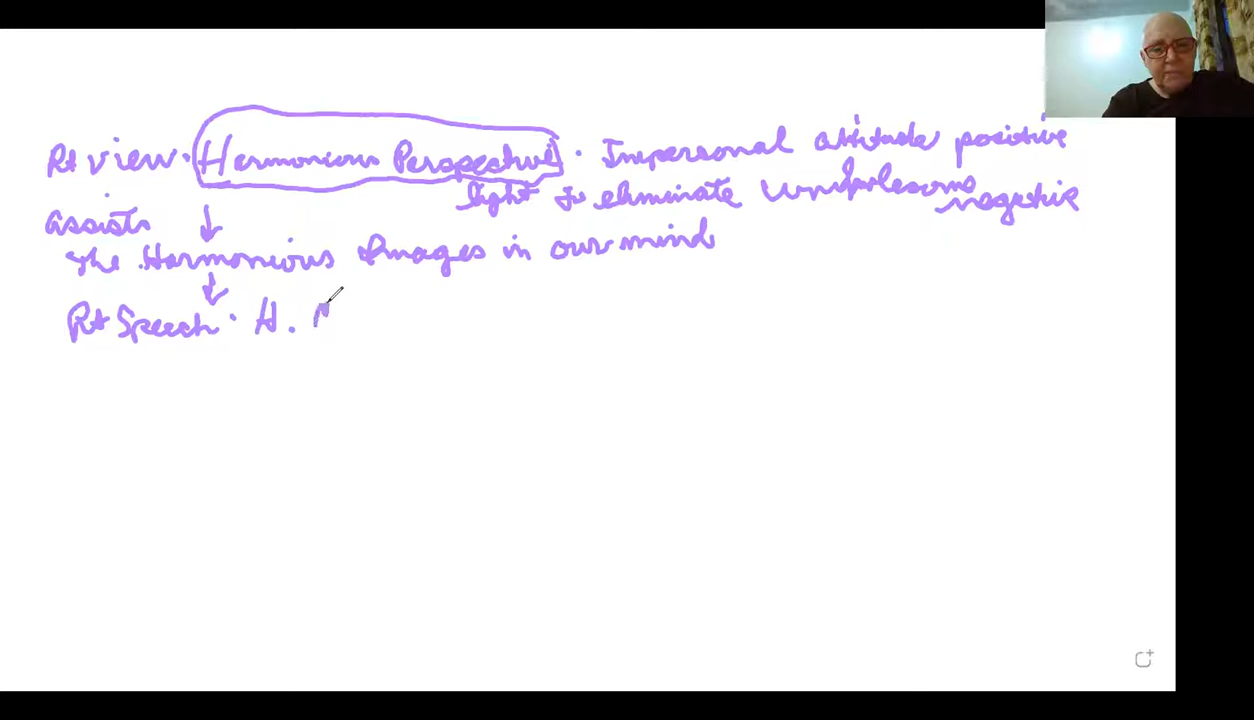 Rt view. Harmonious Perspective. Impersonal attitude positive
light to eliminate unwholesome negative
assists
the Harmonious Images in our mind
Rt Speech. H.